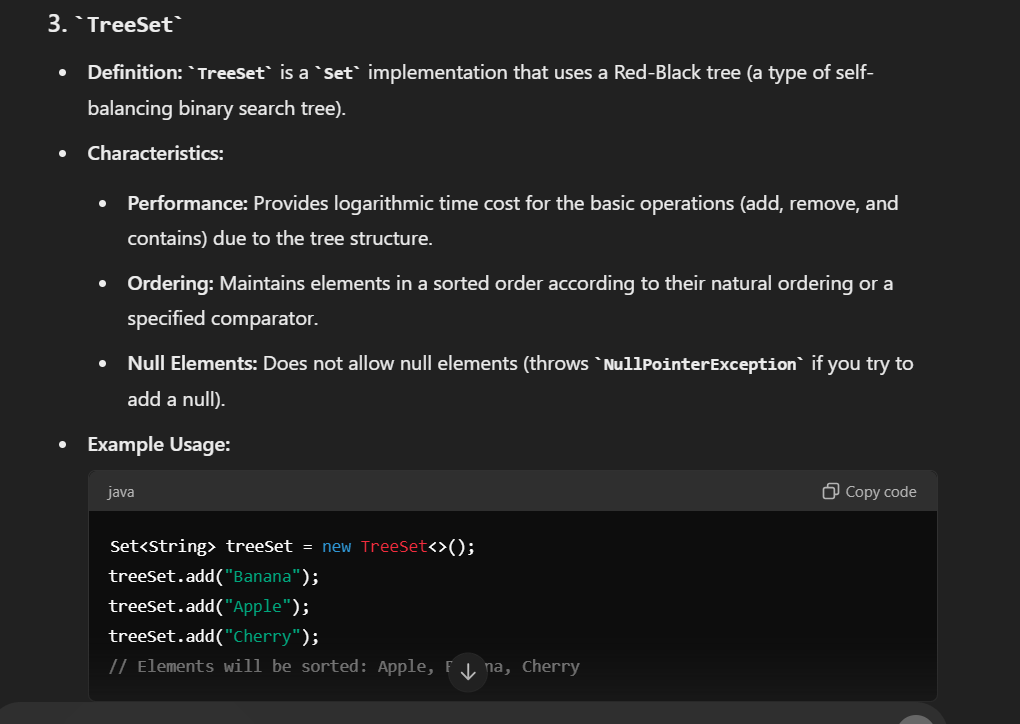 3. `TreeSet`
• Definition: `TreeSet` is a `Set` implementation that uses a Red-Black tree (a type of self-
balancing binary search tree).
• Characteristics:
• Performance: Provides logarithmic time cost for the basic operations (add, remove, and
contains) due to the tree structure.
• Ordering: Maintains elements in a sorted order according to their natural ordering or a
specified comparator.
• Null Elements: Does not allow null elements (throws `NullPointerException` if you try to
add a null).
• Example Usage:
java Copy code
Set<String> treeSet = new TreeSet<>();
treeSet.add("Banana");
treeSet.add("Apple");
treeSet.add("Cherry");
// Elements will be sorted: Apple, Cherry